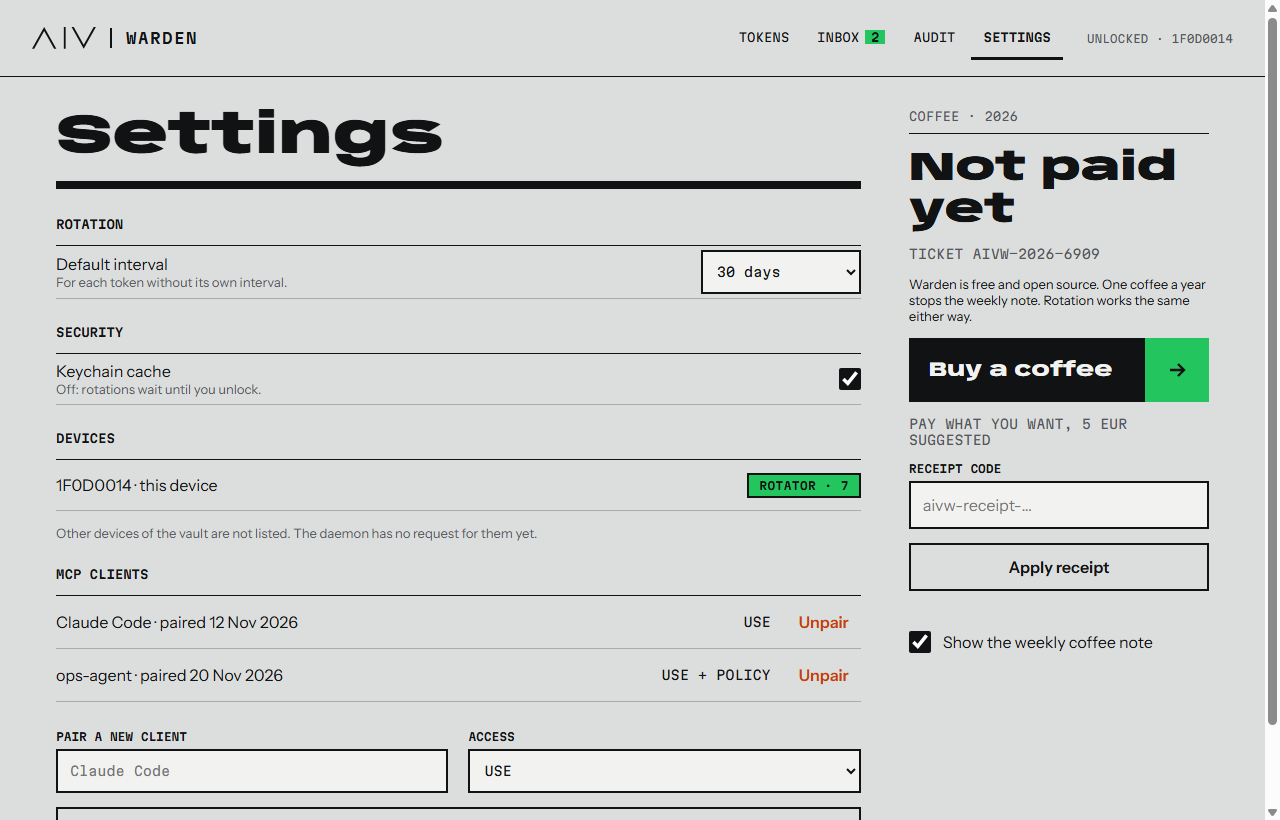 AIV | WARDEN
TOKENS
INBOX 2
AUDIT
SETTINGS
UNLOCKED · 1F0D0014
Settings
ROTATION
Default interval
For each token without its own interval.
30 days
SECURITY
Keychain cache
Off: rotations wait until you unlock.
DEVICES
1F0D0014 · this device
ROTATOR · 7
Other devices of the vault are not listed. The daemon has no request for them yet.
MCP CLIENTS
Claude Code · paired 12 Nov 2026
USE
Unpair
ops-agent · paired 20 Nov 2026
USE + POLICY
Unpair
PAIR A NEW CLIENT
Claude Code
ACCESS
USE
COFFEE · 2026
Not paid
yet
TICKET AIVW-2026-6909
Warden is free and open source. One coffee a year
stops the weekly note. Rotation works the same
either way.
Buy a coffee →
PAY WHAT YOU WANT, 5 EUR
SUGGESTED
RECEIPT CODE
aivw-receipt-…
Apply receipt
Show the weekly coffee note